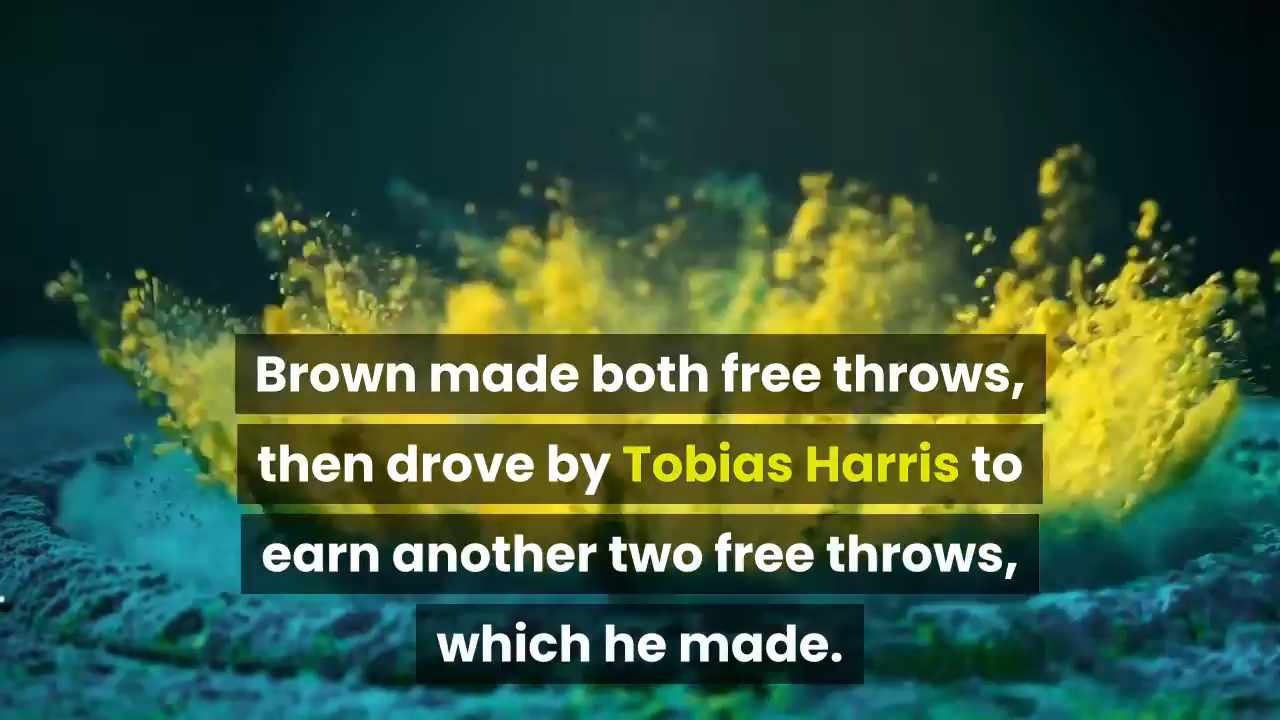 Brown made both free throws,
then drove by Tobias Harris to
earn another two free throws,
which he made.